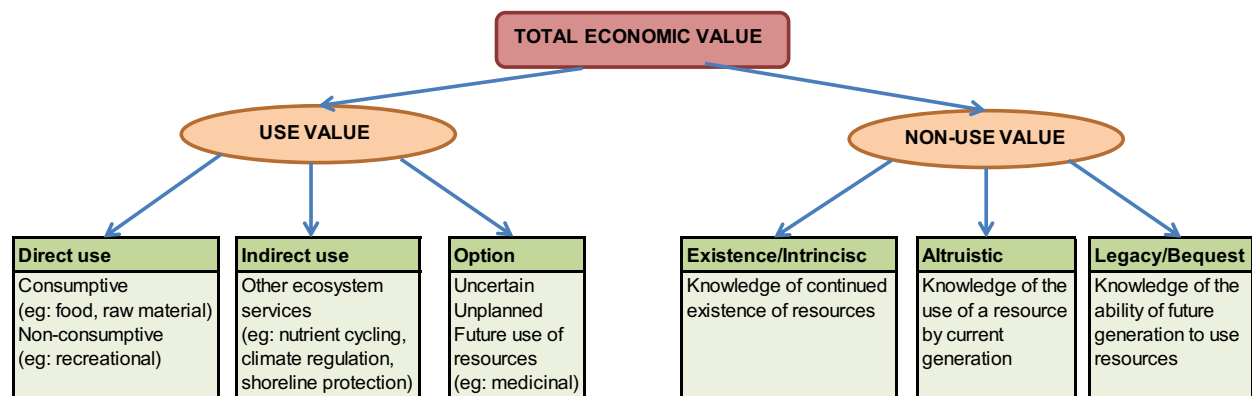 TOTAL ECONOMIC VALUE
USE VALUE
NON-USE VALUE
Direct use
Consumptive
(eg: food, raw material)
Non-consumptive
(eg: recreational)
Indirect use
Other ecosystem
services
(eg: nutrient cycling,
climate regulation,
shoreline protection)
Option
Uncertain
Unplanned
Future use of
resources
(eg: medicinal)
Existence/Intrincisc
Knowledge of continued
existence of resources
Altruistic
Knowledge of the
use of a resource
by current
generation
Legacy/Bequest
Knowledge of the
ability of future
generation to use
resources